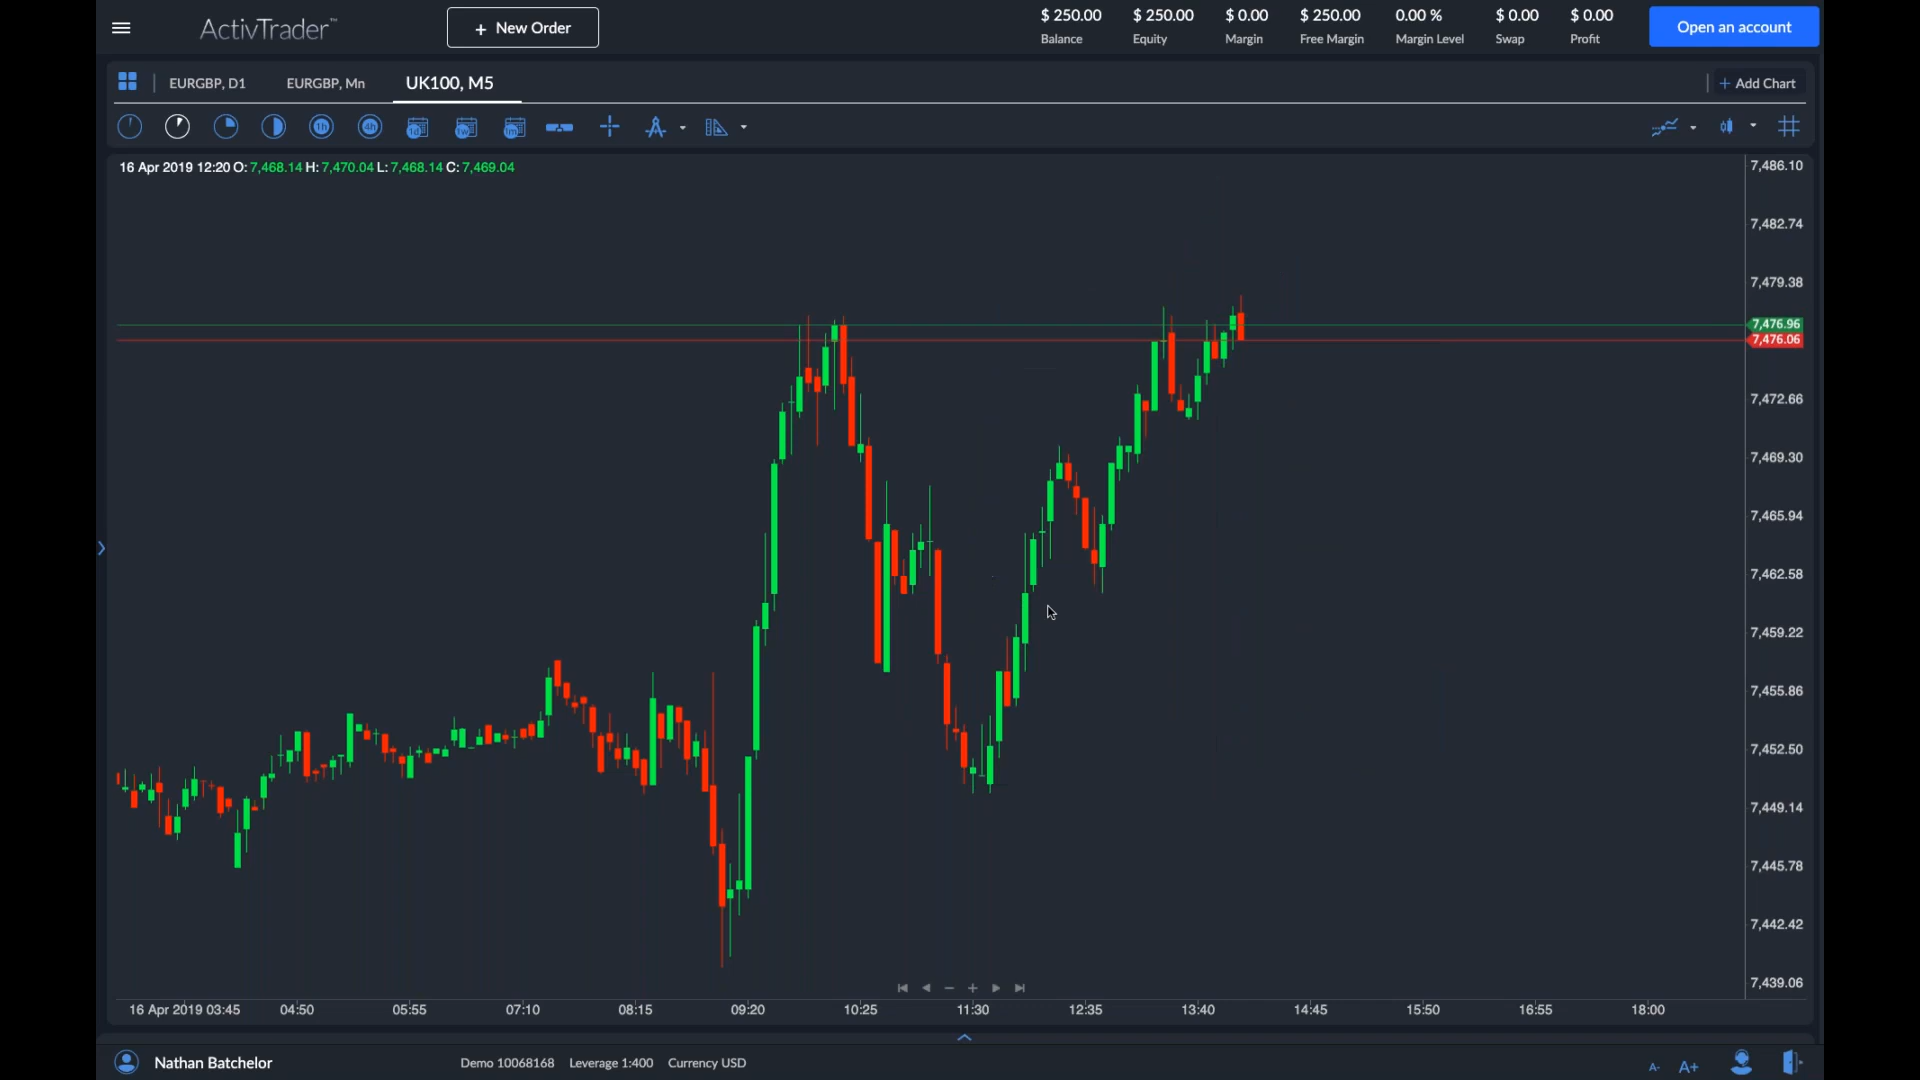 ActivTrader™
+ New Order
$ 250.00 $ 250.00 $ 0.00 $ 250.00 0.00 % $ 0.00 $ 0.00
Balance Equity Margin Free Margin Margin Level Swap Profit
Open an account
EURGBP, D1 EURGBP, Mn UK100, M5 + Add Chart
1h 4h 1d 1w 1m
16 Apr 2019 12:20 O: 7,468.14 H: 7,470.04 L: 7,468.14 C: 7,469.04
7,486.10
7,482.74
7,479.38
7,476.96
7,476.06
7,472.66
7,469.30
7,465.94
7,462.58
7,459.22
7,455.86
7,452.50
7,449.14
7,445.78
7,442.42
7,439.06
16 Apr 2019 03:45 04:50 05:55 07:10 08:15 09:20 10:25 11:30 12:35 13:40 14:45 15:50 16:55 18:00
Nathan Batchelor Demo 10068168 Leverage 1:400 Currency USD A- A+